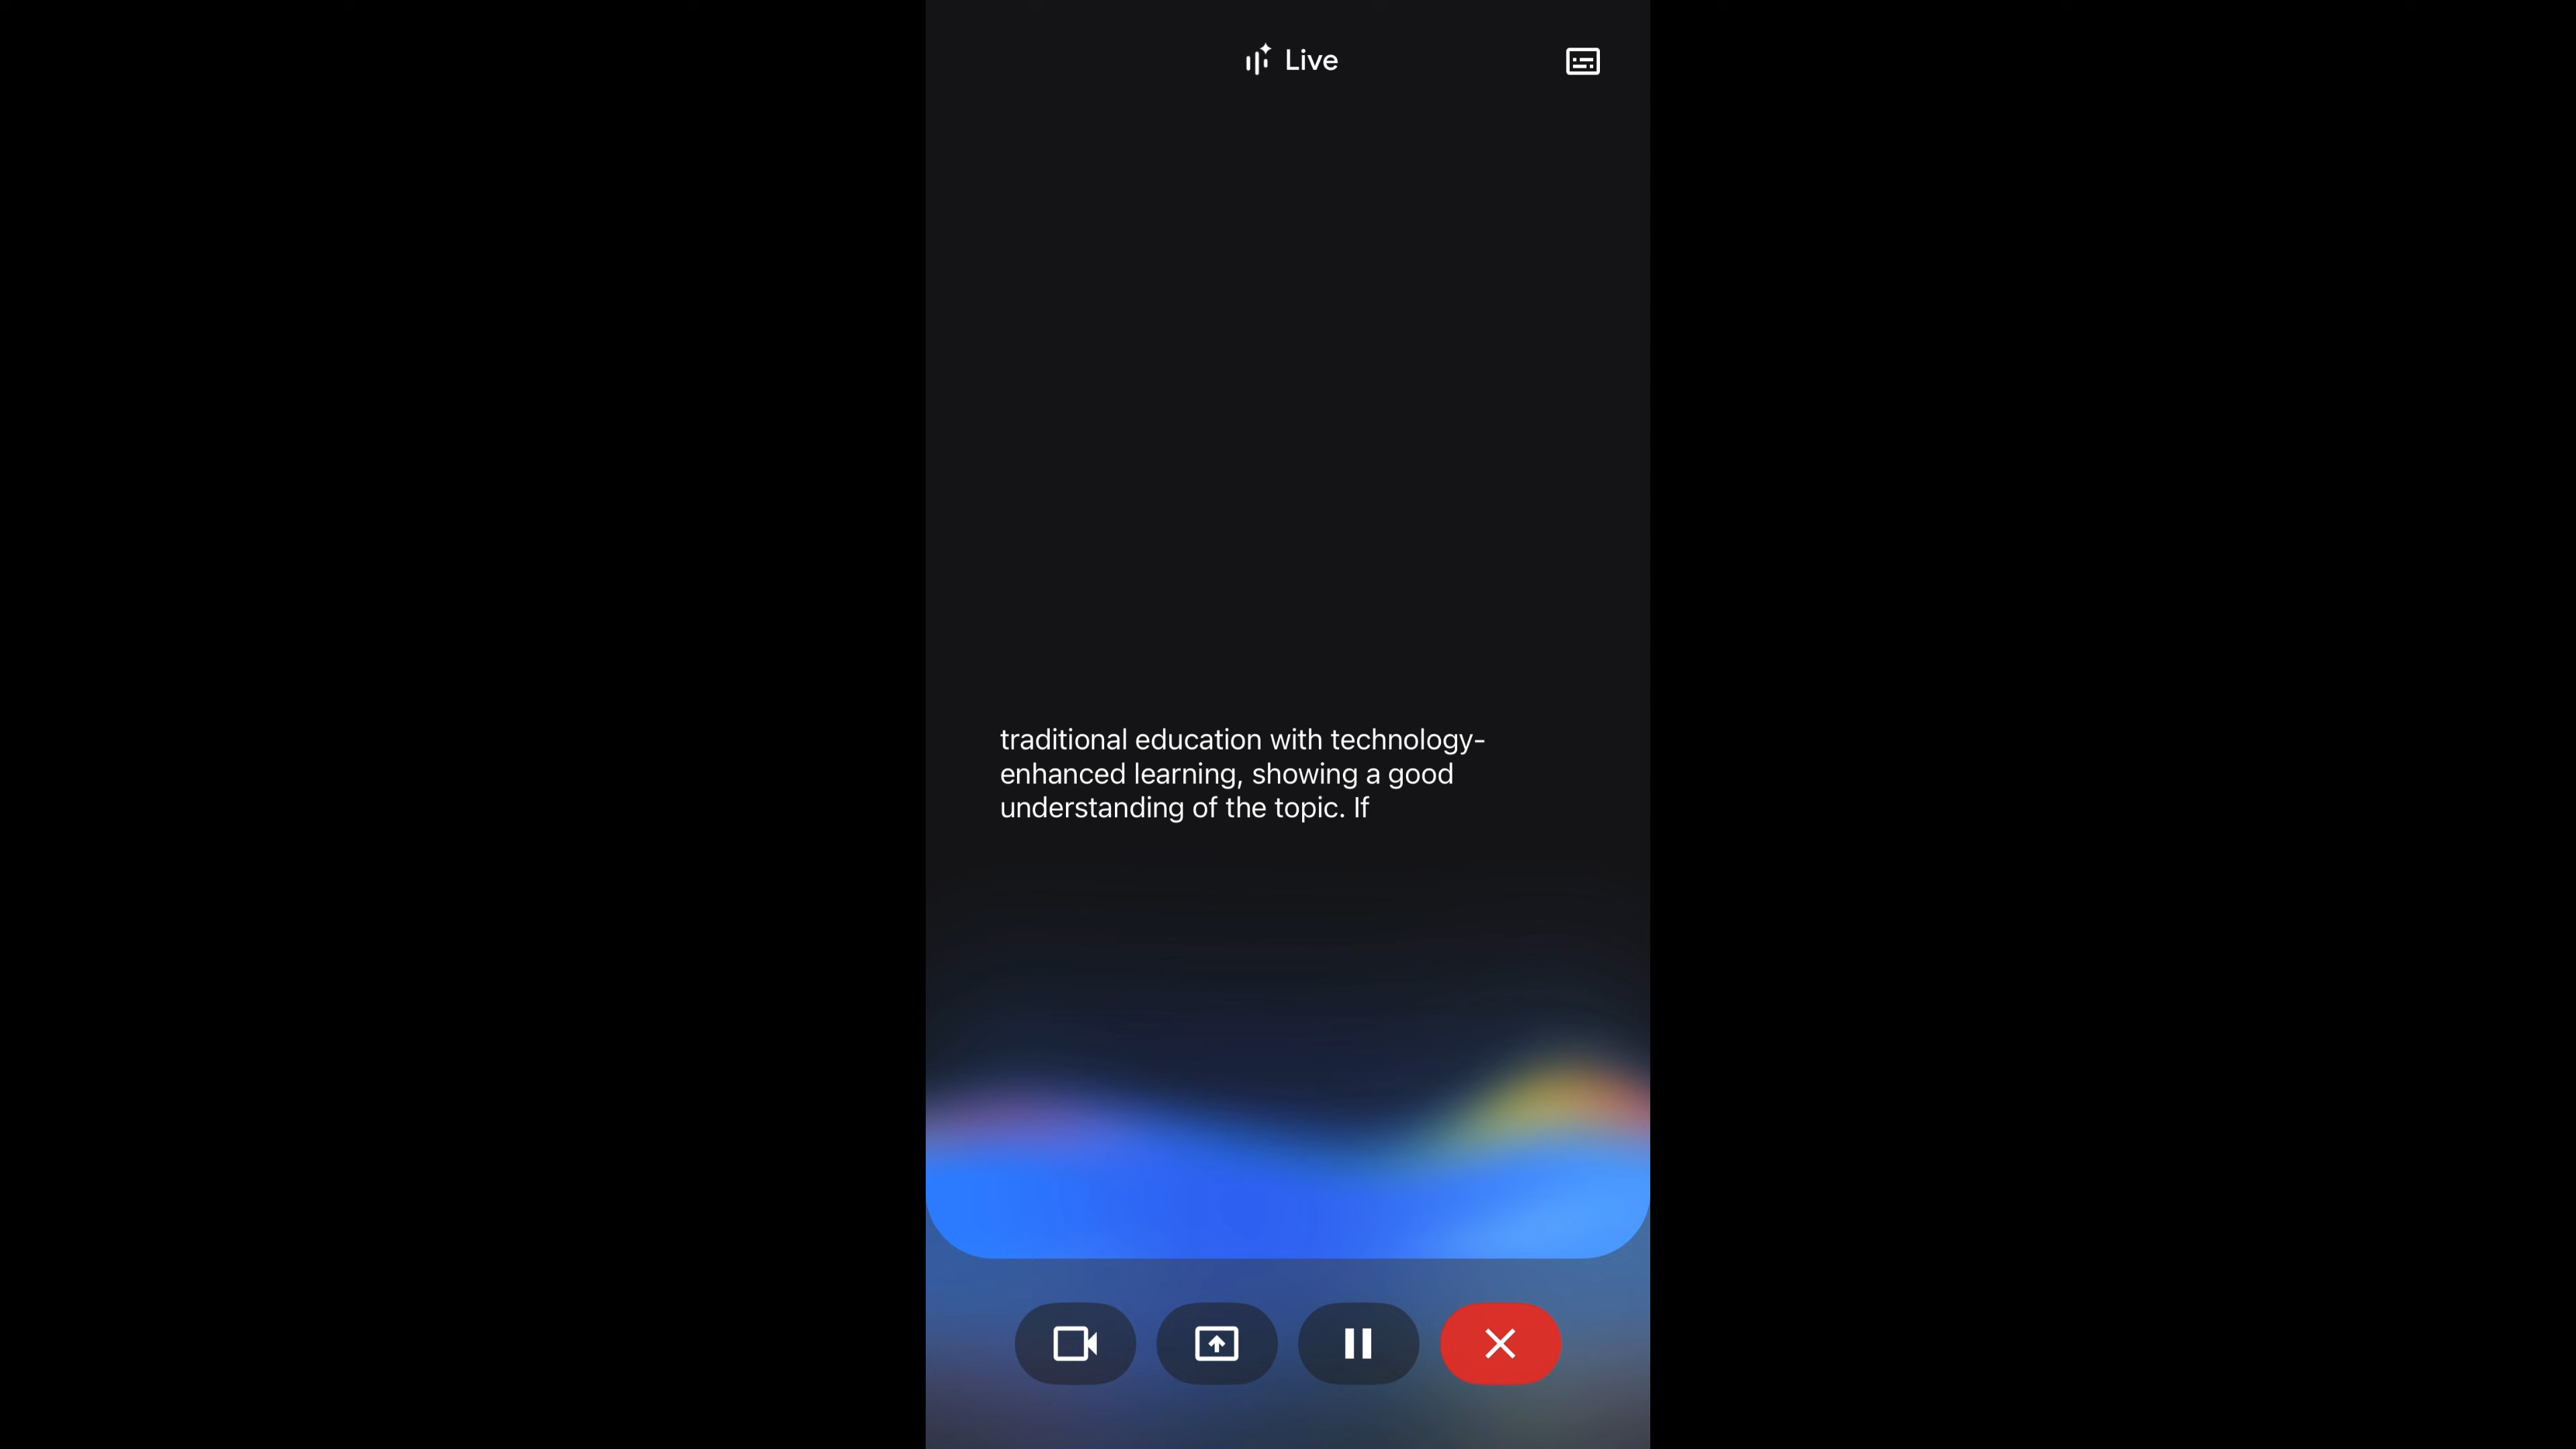 Live
traditional education with technology-
enhanced learning, showing a good
understanding of the topic. If